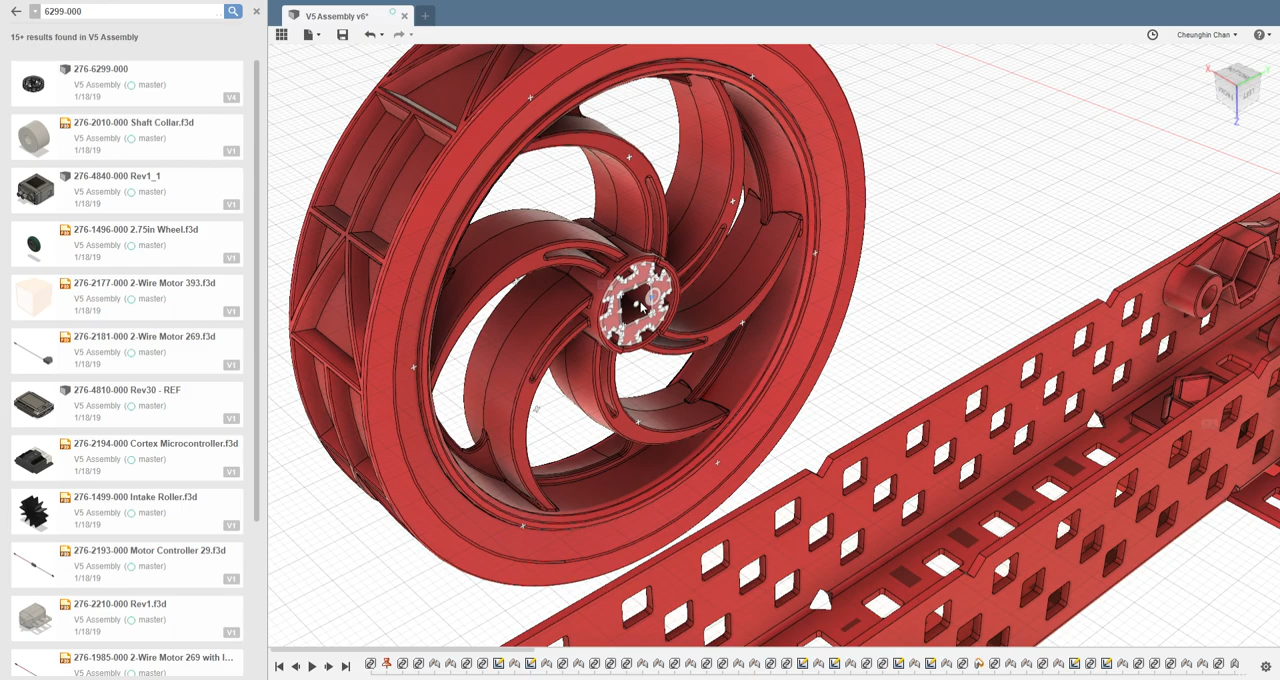 6299-000
15+ results found in V5 Assembly
276-6299-000
V5 Assembly (master)
1/18/19
V4
276-2010-000 Shaft Collar.f3d
V5 Assembly (master)
1/18/19
V1
276-4840-000 Rev1_1
V5 Assembly (master)
1/18/19
V1
276-1496-000 2.75in Wheel.f3d
V5 Assembly (master)
1/18/19
V1
276-2177-000 2-Wire Motor 393.f3d
V5 Assembly (master)
1/18/19
V1
276-2181-000 2-Wire Motor 269.f3d
V5 Assembly (master)
1/18/19
V1
276-4810-000 Rev30 - REF
V5 Assembly (master)
1/18/19
V1
276-2194-000 Cortex Microcontroller.f3d
V5 Assembly (master)
1/18/19
V1
276-1499-000 Intake Roller.f3d
V5 Assembly (master)
1/18/19
V1
276-2193-000 Motor Controller 29.f3d
V5 Assembly (master)
1/18/19
V1
276-2210-000 Rev1.f3d
V5 Assembly (master)
1/18/19
V1
276-1985-000 2-Wire Motor 269 with I...
V5 Assembly (master)
V5 Assembly v6*
Cheunghin Chan
X
Z